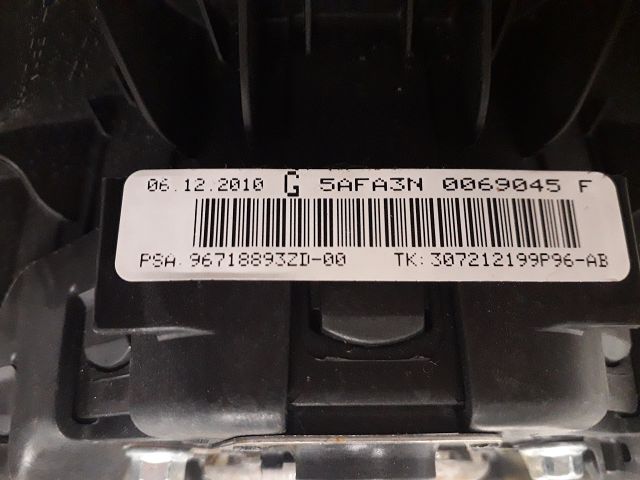 06.12.2010 G 5AFA3N 0069045 F
PSA 96718893ZD-00 TK: 307212199P96-AB